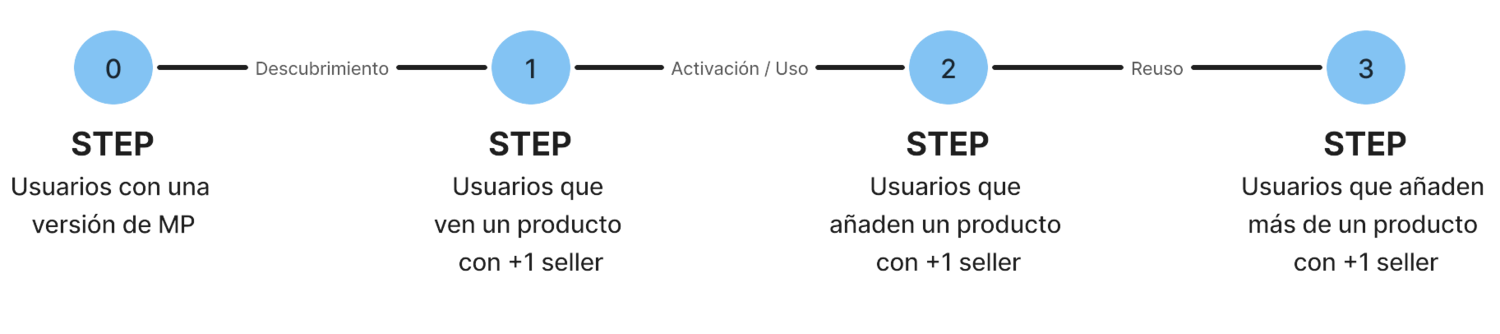 0
Descubrimiento
1
Activación / Uso
2
Reuso
3
STEP
Usuarios con una
versión de MP
STEP
Usuarios que
ven un producto
con +1 seller
STEP
Usuarios que
añaden un producto
con +1 seller
STEP
Usuarios que añaden
más de un producto
con +1 seller